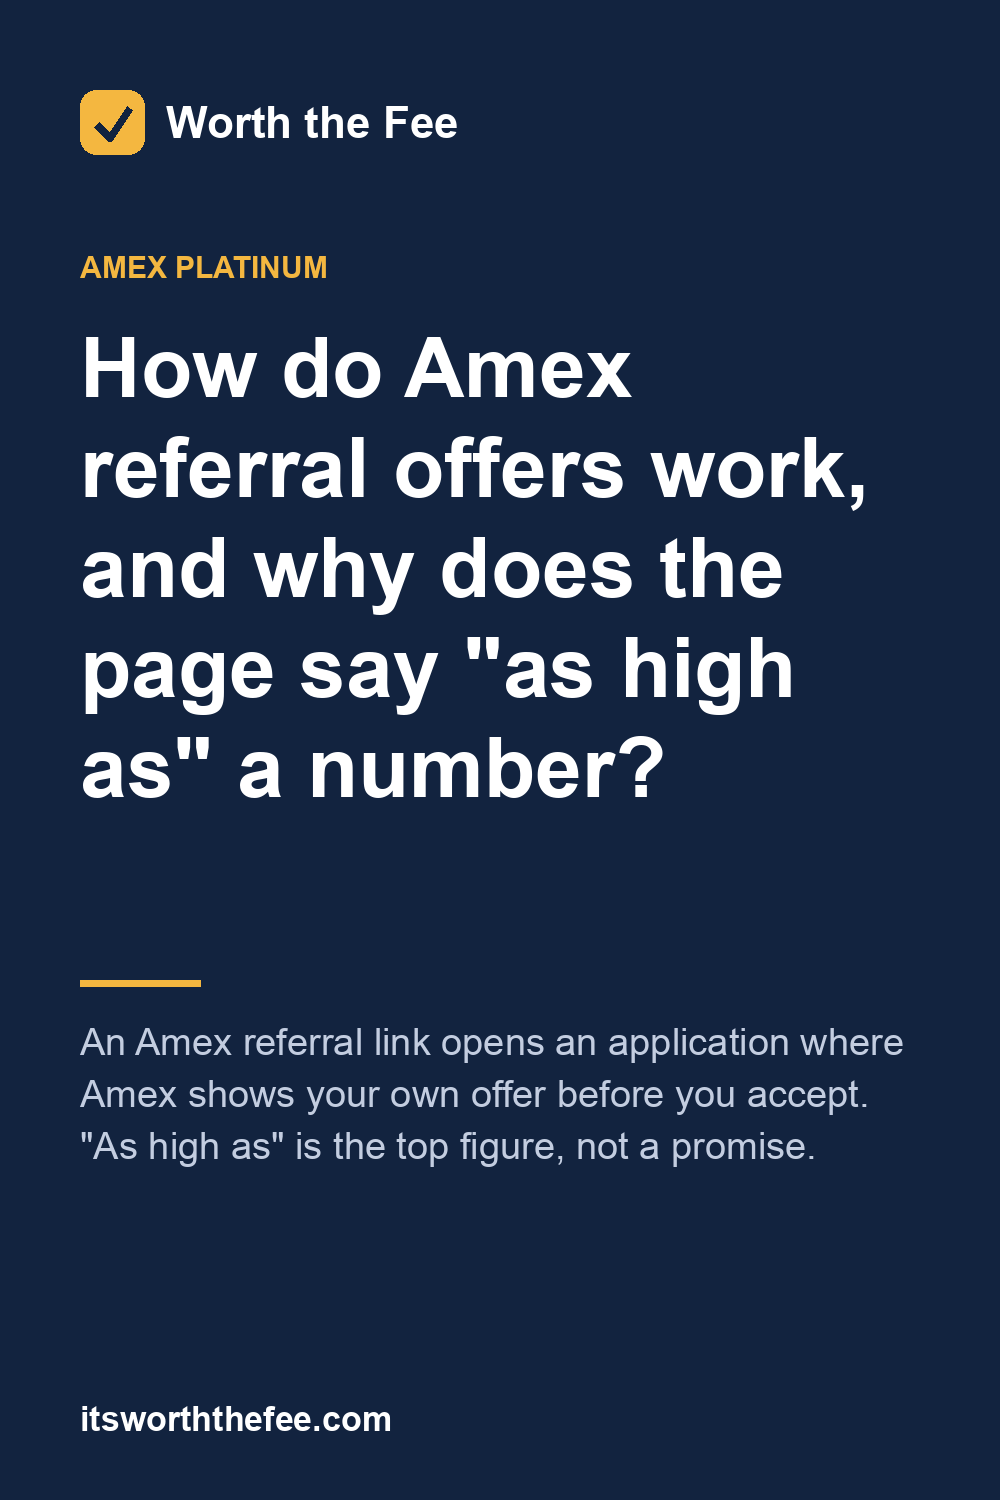 Worth the Fee
AMEX PLATINUM
How do Amex
referral offers work,
and why does the
page say "as high
as" a number?
An Amex referral link opens an application where
Amex shows your own offer before you accept.
"As high as" is the top figure, not a promise.
itsworththefee.com